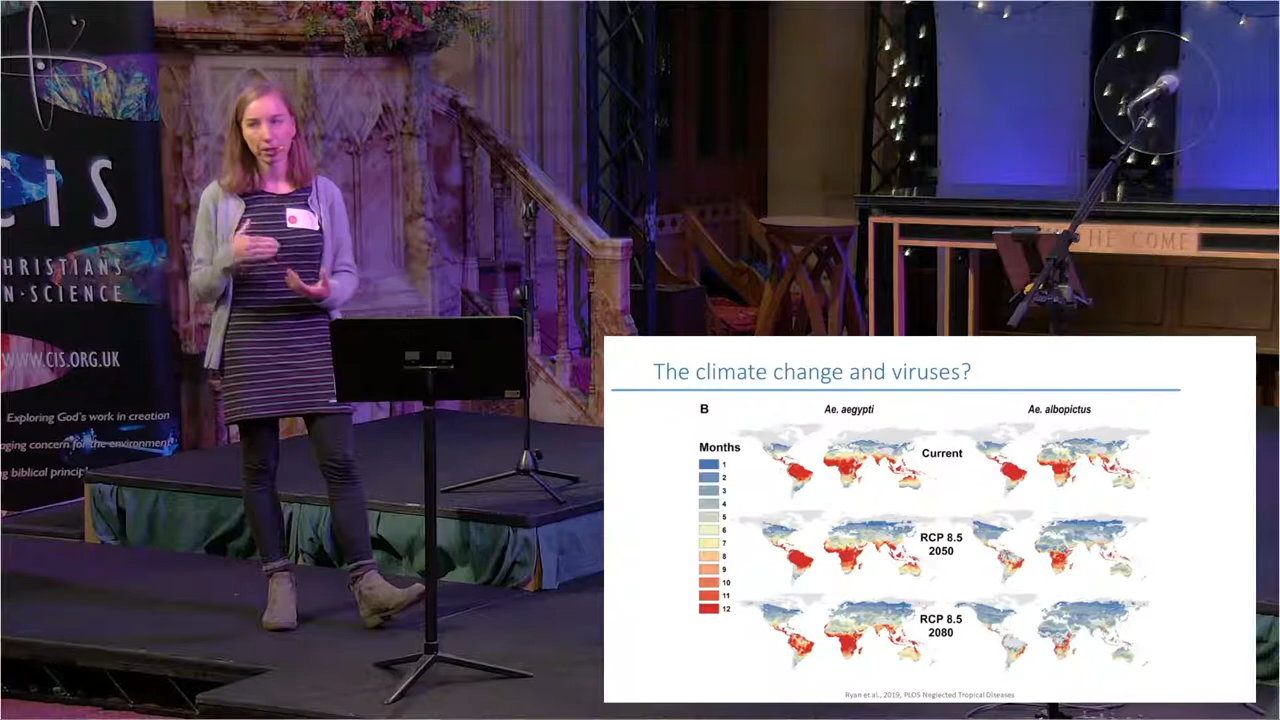 CiS
HRISTIANS
N·SCIENCE
WWW.CIS.ORG.UK
Exploring God's work in creation
aging concern for the environment
g biblical princip
HE COME
The climate change and viruses?
B
Ae. aegypti
Ae. albopictus
Months
1
2
3
4
5
6
7
8
9
10
11
12
Current
RCP 8.5
2050
RCP 8.5
2080
Ryan et al., 2019, PLOS Neglected Tropical Diseases